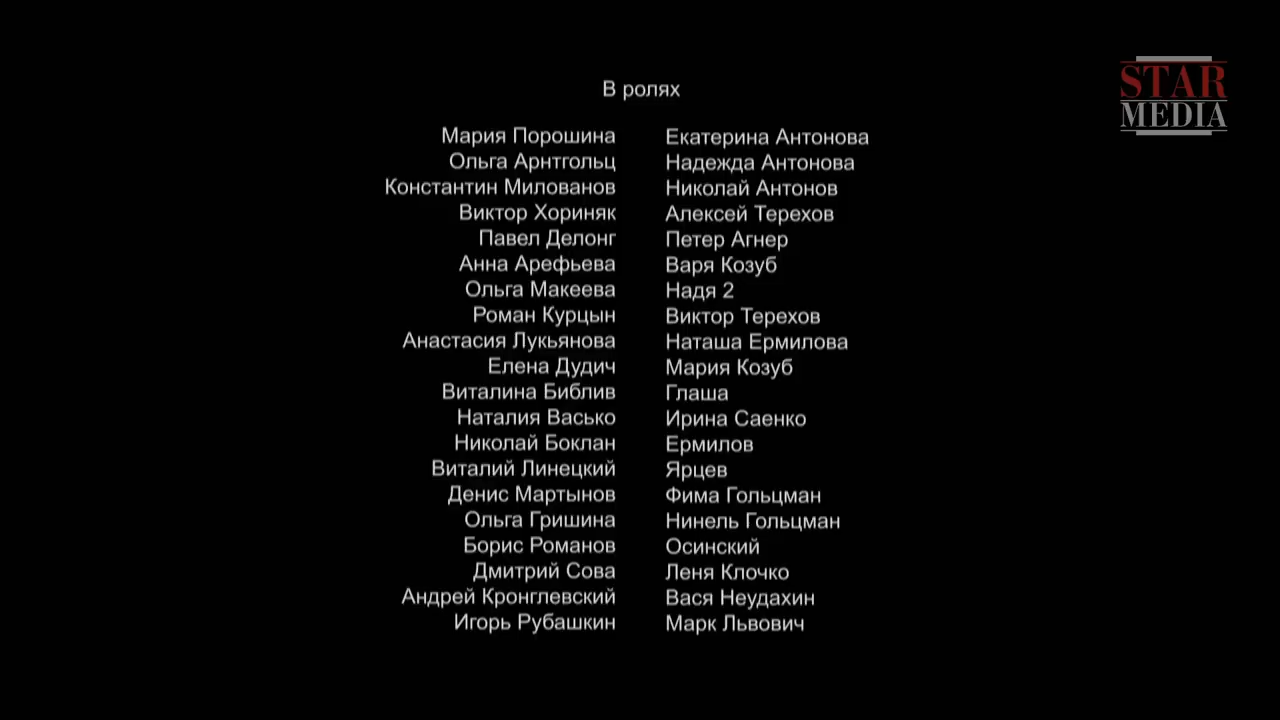 STAR
MEDIA
В ролях
Мария Порошина Екатерина Антонова
Ольга Арнтгольц Надежда Антонова
Константин Милованов Николай Антонов
Виктор Хориняк Алексей Терехов
Павел Делонг Петер Агнер
Анна Арефьева Варя Козуб
Ольга Макеева Надя 2
Роман Курцын Виктор Терехов
Анастасия Лукьянова Наташа Ермилова
Елена Дудич Мария Козуб
Виталина Библив Глаша
Наталия Васько Ирина Саенко
Николай Боклан Ермилов
Виталий Линецкий Ярцев
Денис Мартынов Фима Гольцман
Ольга Гришина Нинель Гольцман
Борис Романов Осинский
Дмитрий Сова Леня Клочко
Андрей Кронглевский Вася Неудахин
Игорь Рубашкин Марк Львович